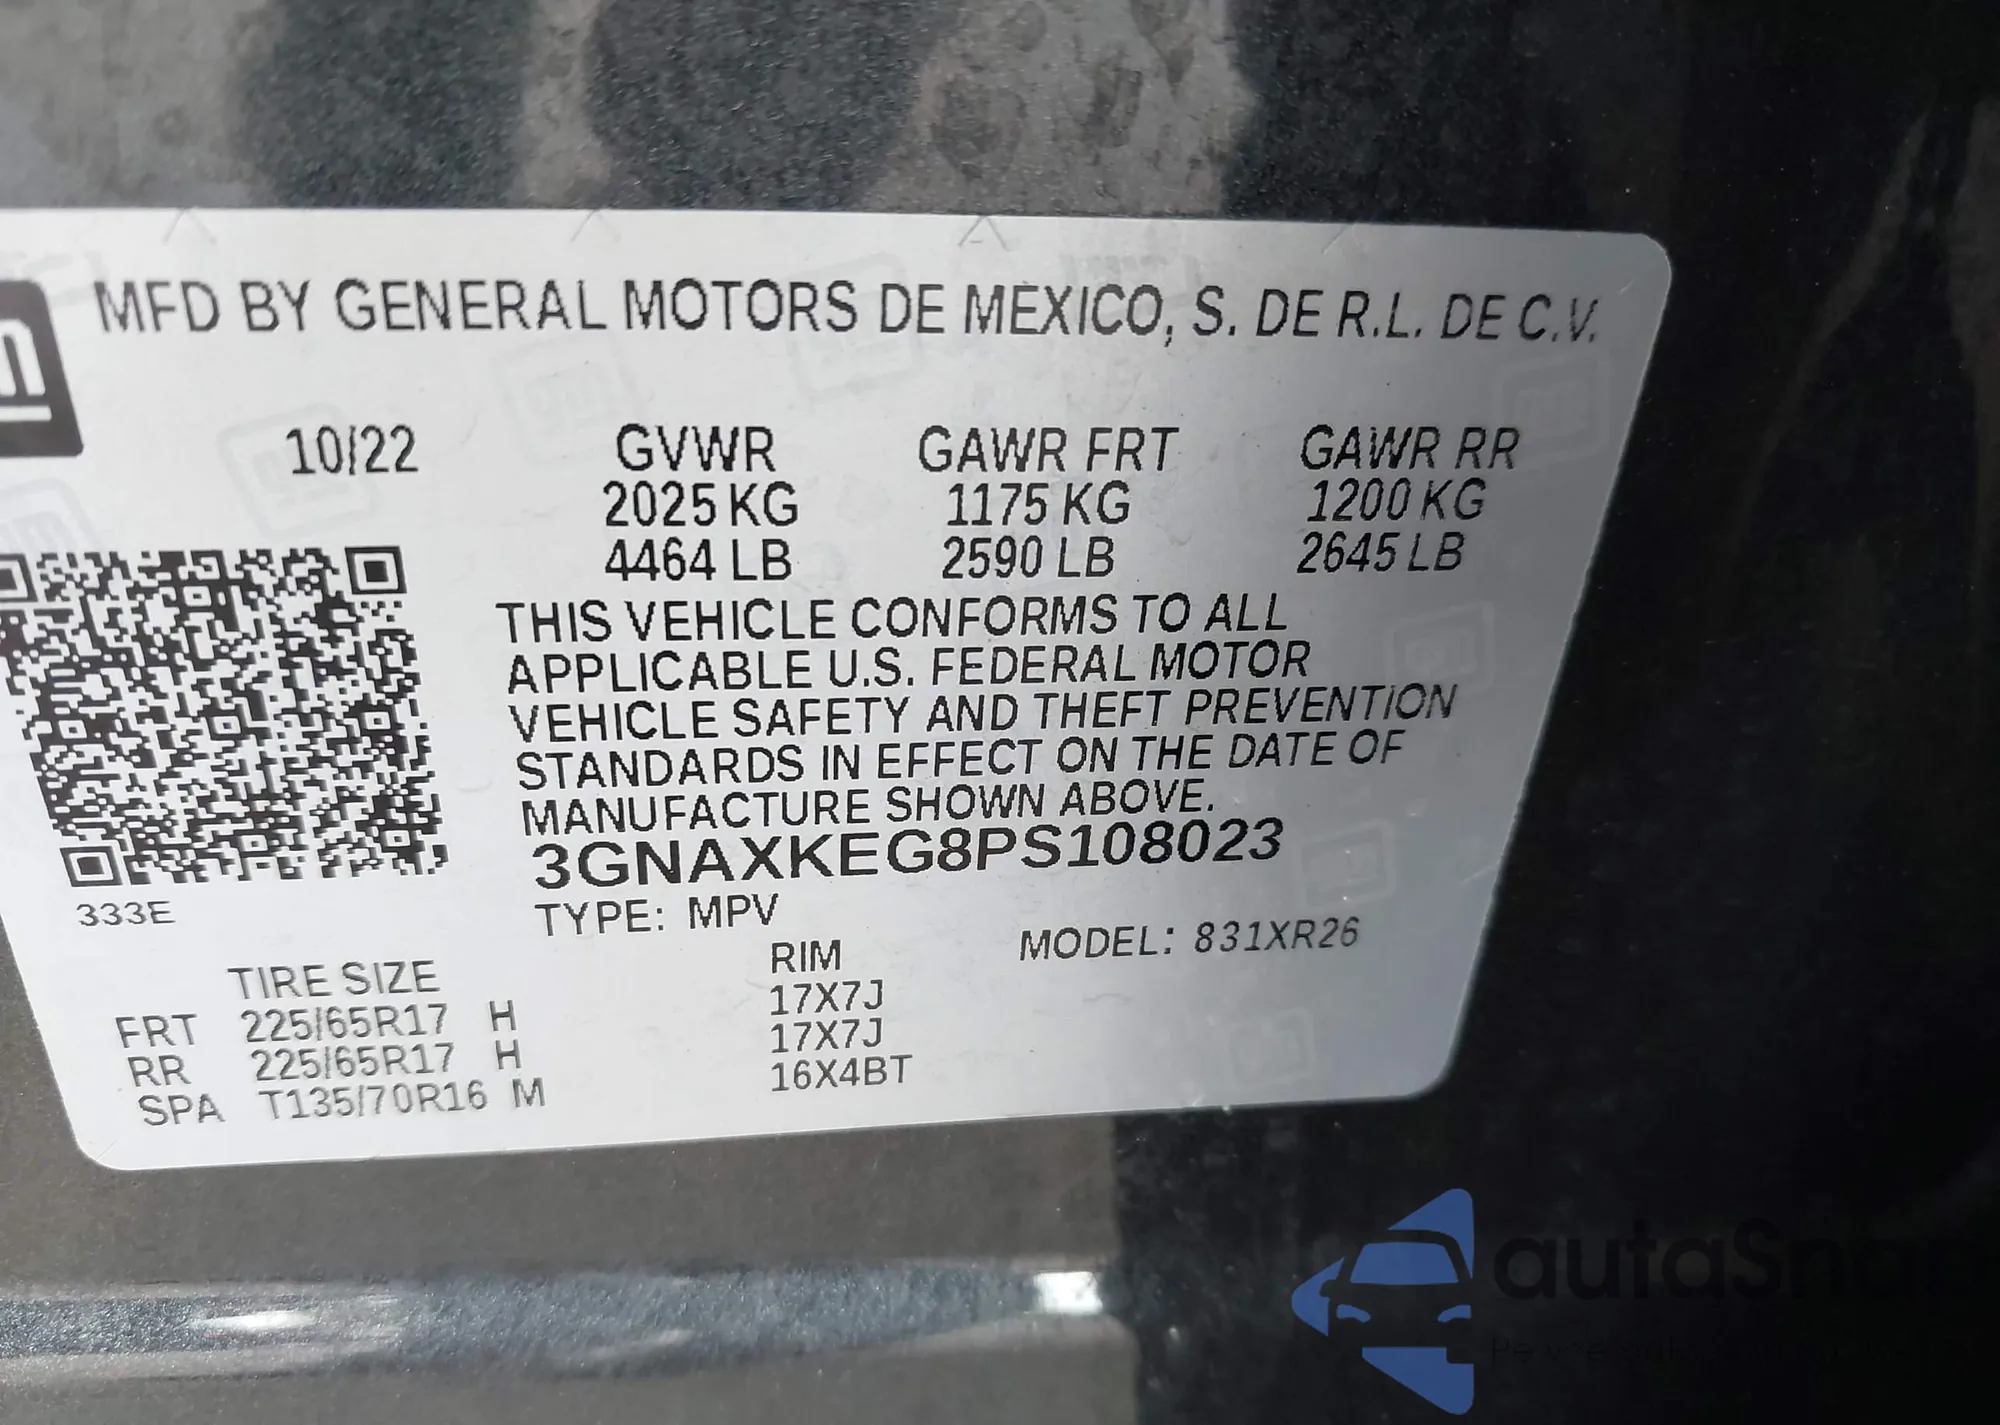 MFD BY GENERAL MOTORS DE MEXICO, S. DE R.L. DE C.V.
10/22 GVWR GAWR FRT GAWR RR
2025 KG 1175 KG 1200 KG
4464 LB 2590 LB 2645 LB
THIS VEHICLE CONFORMS TO ALL
APPLICABLE U.S. FEDERAL MOTOR
VEHICLE SAFETY AND THEFT PREVENTION
STANDARDS IN EFFECT ON THE DATE OF
MANUFACTURE SHOWN ABOVE.
3GNAXKEG8PS108023
333E
TYPE: MPV
MODEL: 831XR26
TIRE SIZE RIM
FRT 225/65R17 H 17X7J
RR 225/65R17 H 17X7J
SPA T135/70R16 M 16X4BT
autaSnap